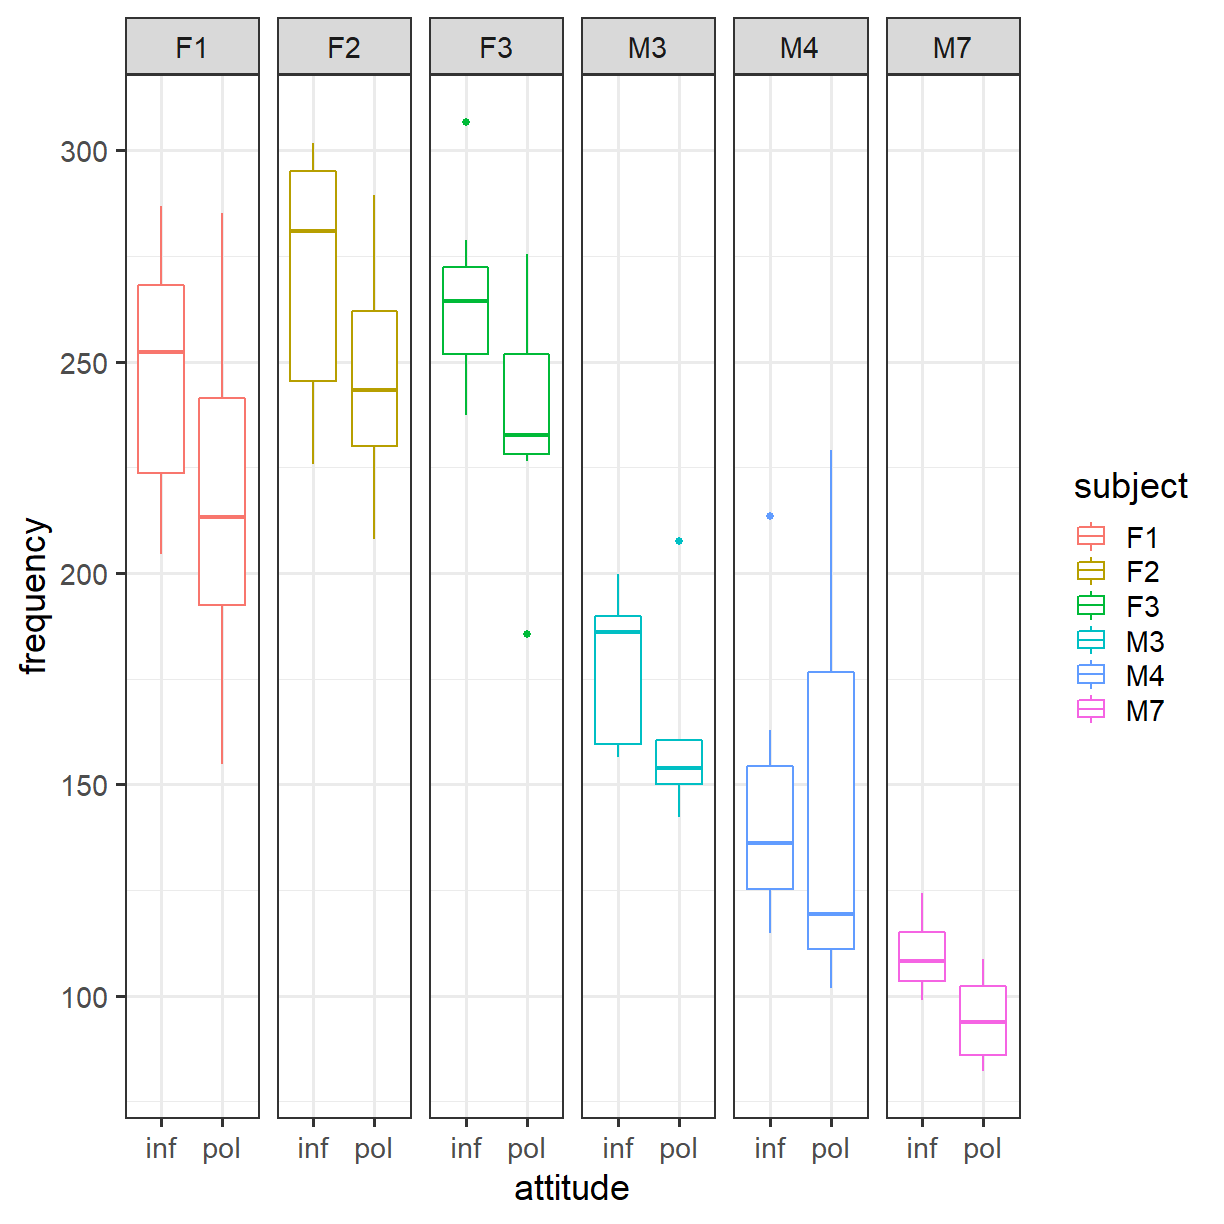 F1 F2 F3 M3 M4 M7
300
250
200
150
100
frequency
inf pol inf pol inf pol inf pol inf pol inf pol
attitude
subject
F1
F2
F3
M3
M4
M7